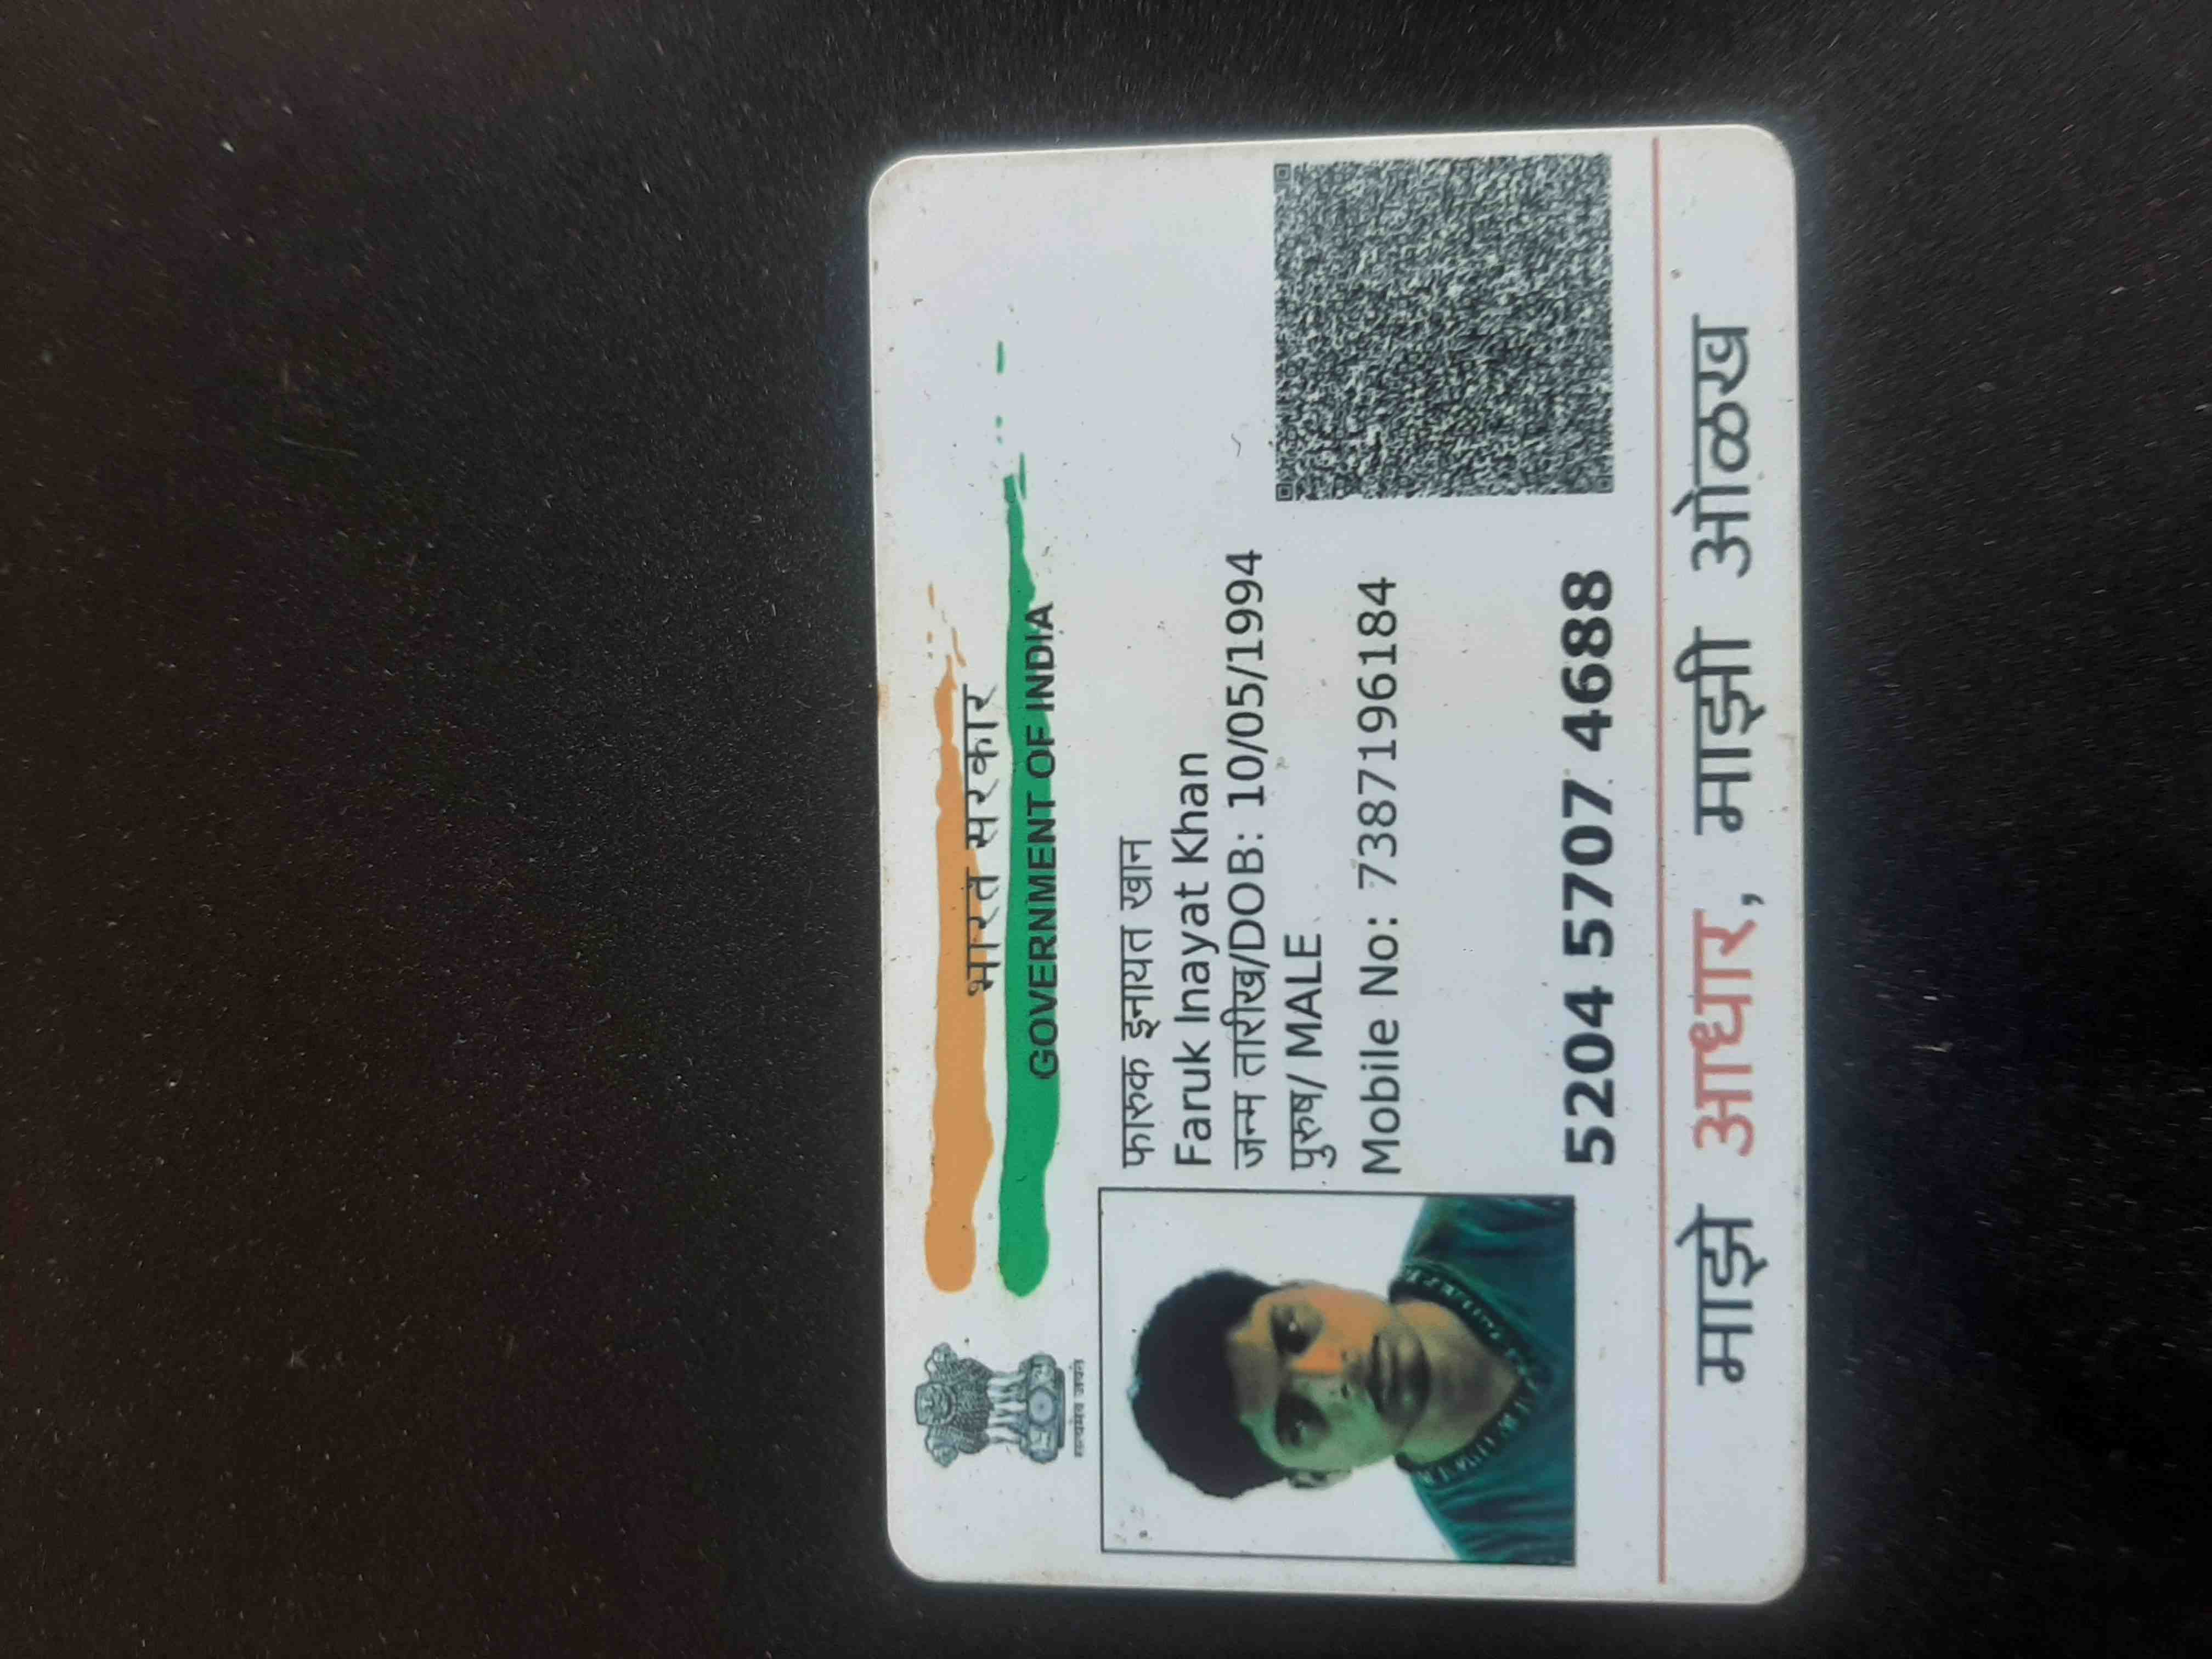 भारत सरकार
GOVERNMENT OF INDIA
सत्यमेव जयते
फारुक इनायत खान
Faruk Inayat Khan
जन्म तारीख/DOB: 10/05/1994
पुरुष/ MALE
Mobile No: 7387196184
5204 5707 4688
माझे आधार, माझी ओळख